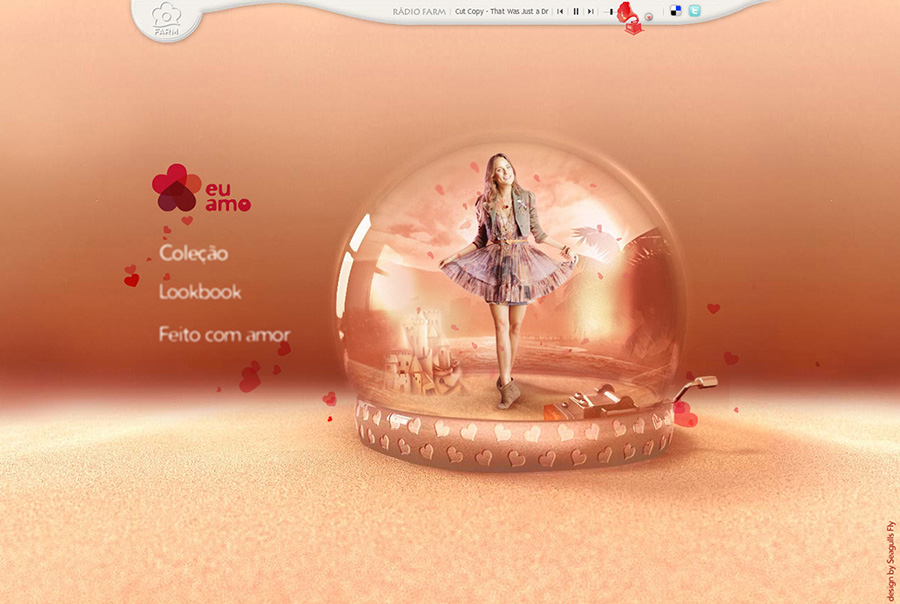 FARM
RÁDIO FARM
Cut Copy - That Was Just a Dr
eu
amo
Coleção
Lookbook
Feito com amor
design by Seagulls Fly